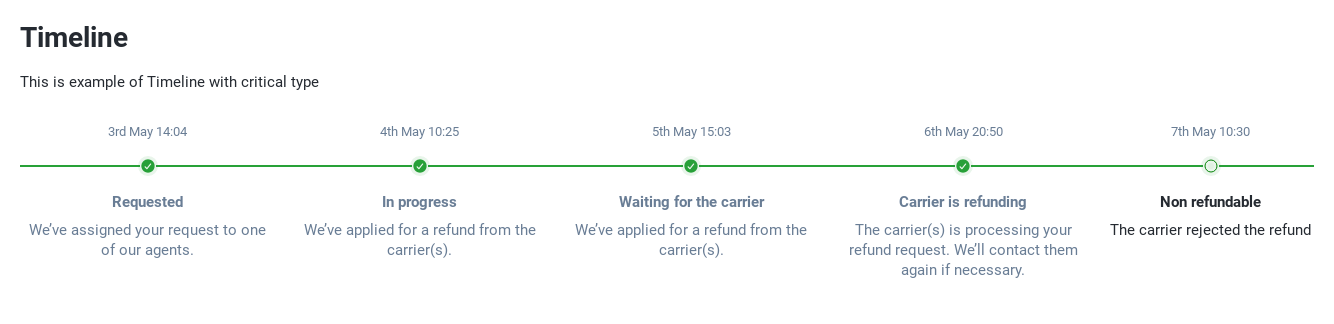 Timeline
This is example of Timeline with critical type
3rd May 14:04
Requested
We’ve assigned your request to one
of our agents.
4th May 10:25
In progress
We’ve applied for a refund from the
carrier(s).
5th May 15:03
Waiting for the carrier
We’ve applied for a refund from the
carrier(s).
6th May 20:50
Carrier is refunding
The carrier(s) is processing your
refund request. We’ll contact them
again if necessary.
7th May 10:30
Non refundable
The carrier rejected the refund